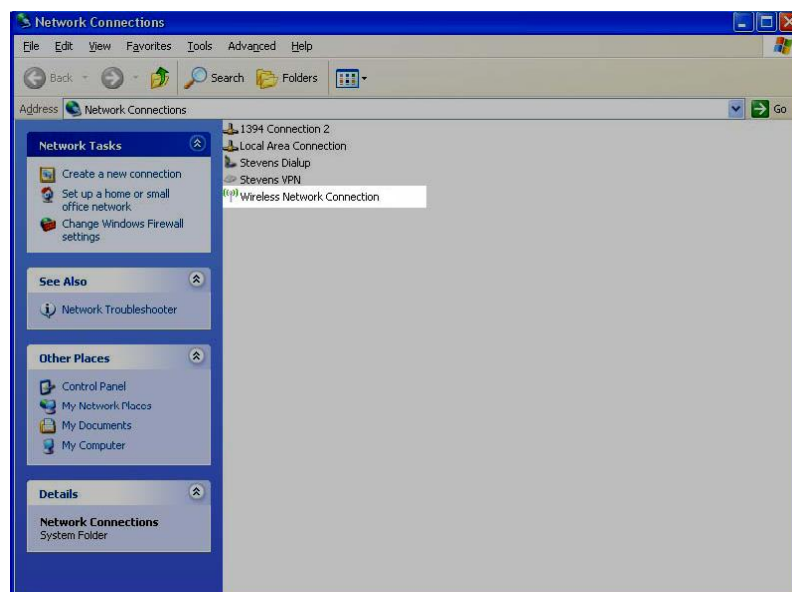 Network Connections
File Edit View Favorites Tools Advanced Help
Back Search Folders
Address Network Connections Go
Network Tasks
Create a new connection
Set up a home or small
office network
Change Windows Firewall
settings
See Also
Network Troubleshooter
Other Places
Control Panel
My Network Places
My Documents
My Computer
Details
Network Connections
System Folder
1394 Connection 2
Local Area Connection
Stevens Dialup
Stevens VPN
Wireless Network Connection